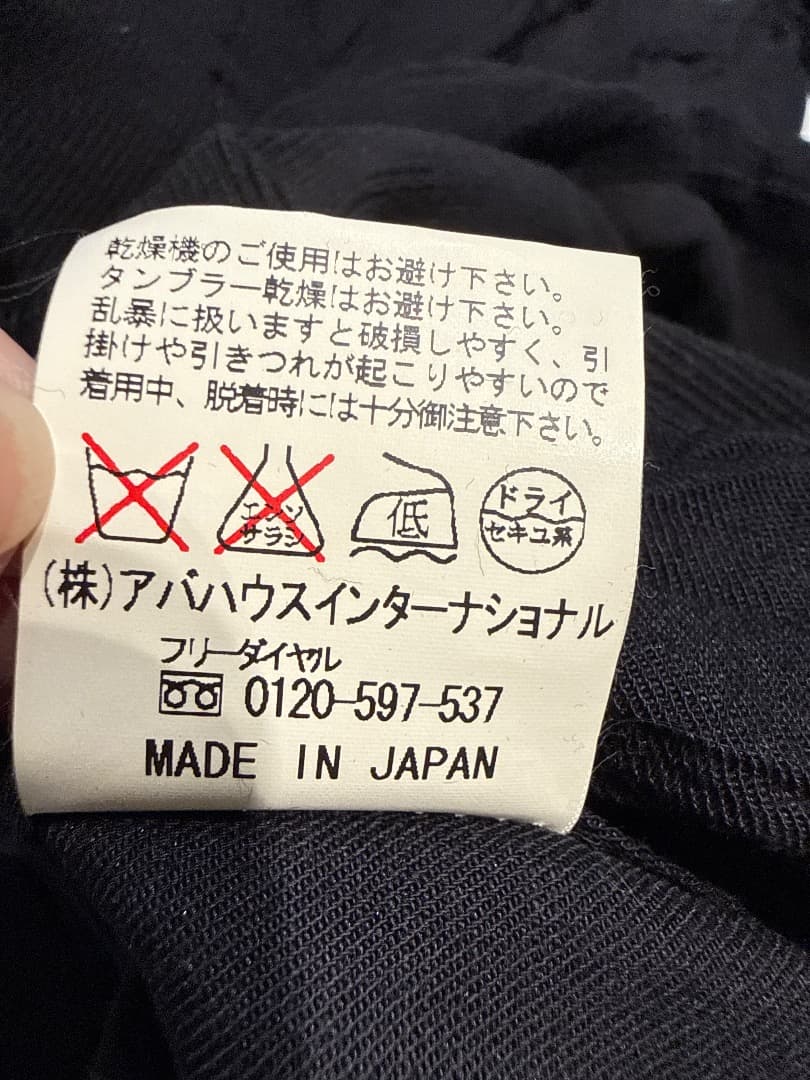 乾燥機のご使用はお避け下さい。
タンブラー乾燥はお避け下さい。
乱暴に扱いますと破損しやすく、引
掛けや引きつれが起こりやすいので
着用中、脱着時には十分御注意下さい。
エンソ
サラシ
低
ドライ
セキユ系
(株)アバハウスインターナショナル
フリーダイヤル
0120-597-537
MADE IN JAPAN